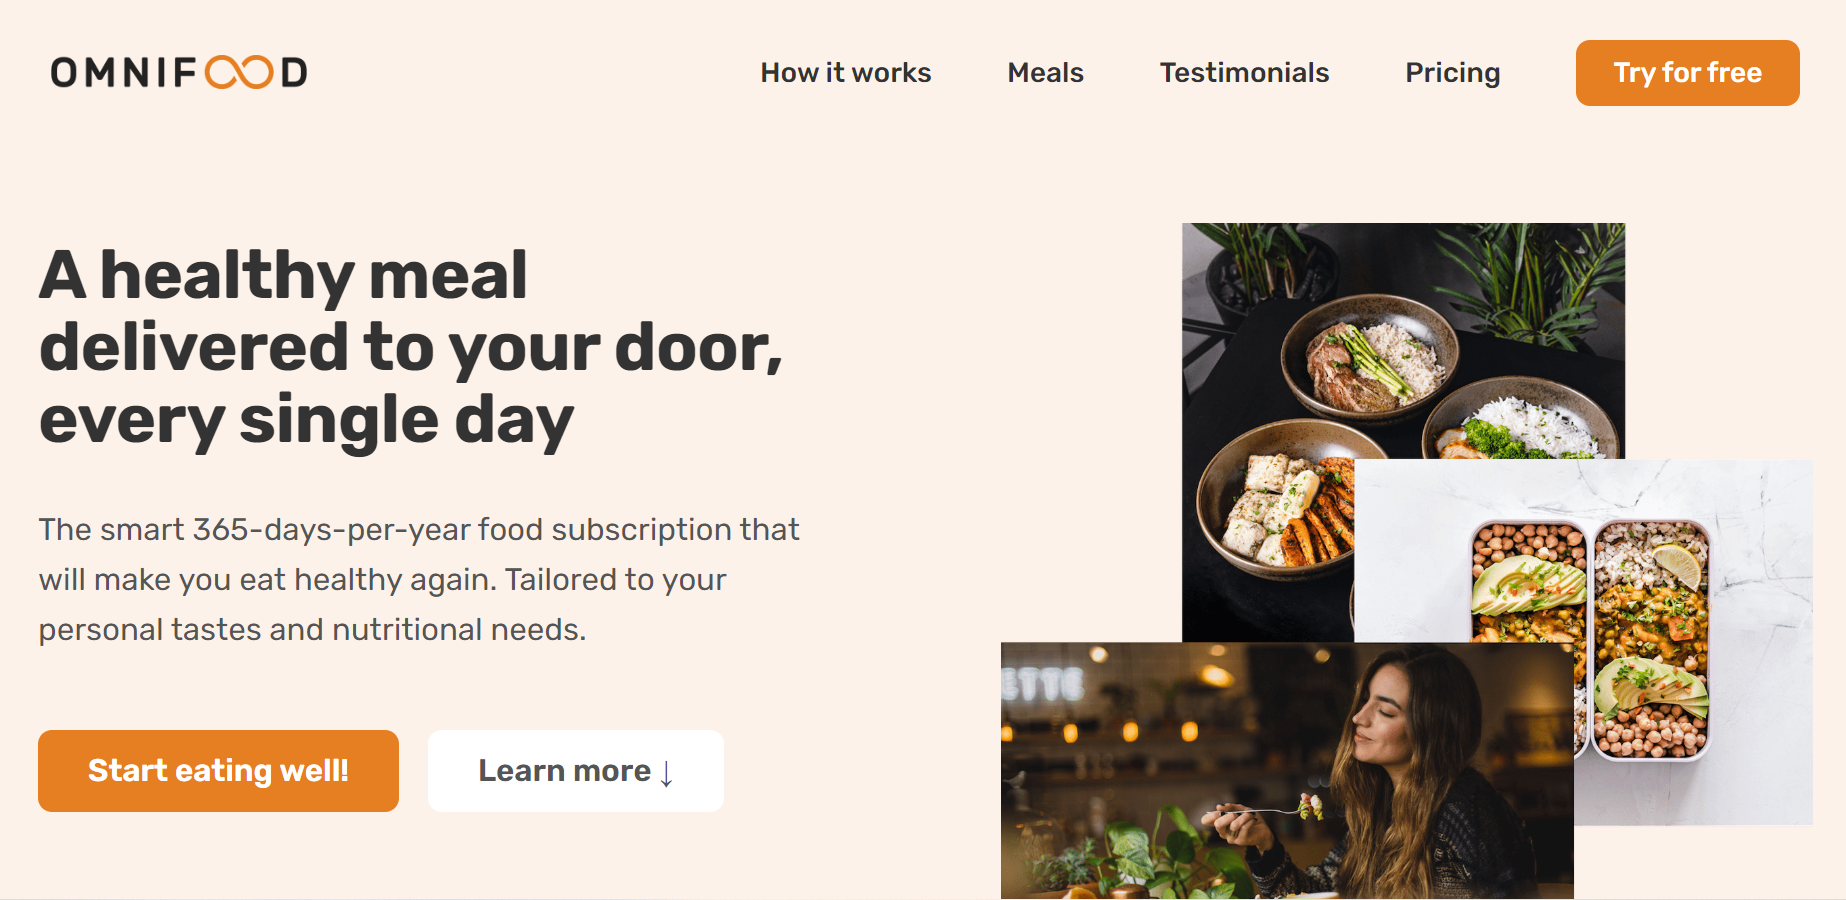 OMNIFOOD
How it works
Meals
Testimonials
Pricing
Try for free
A healthy meal
delivered to your door,
every single day
The smart 365-days-per-year food subscription that
will make you eat healthy again. Tailored to your
personal tastes and nutritional needs.
Start eating well!
Learn more ↓
ETTE